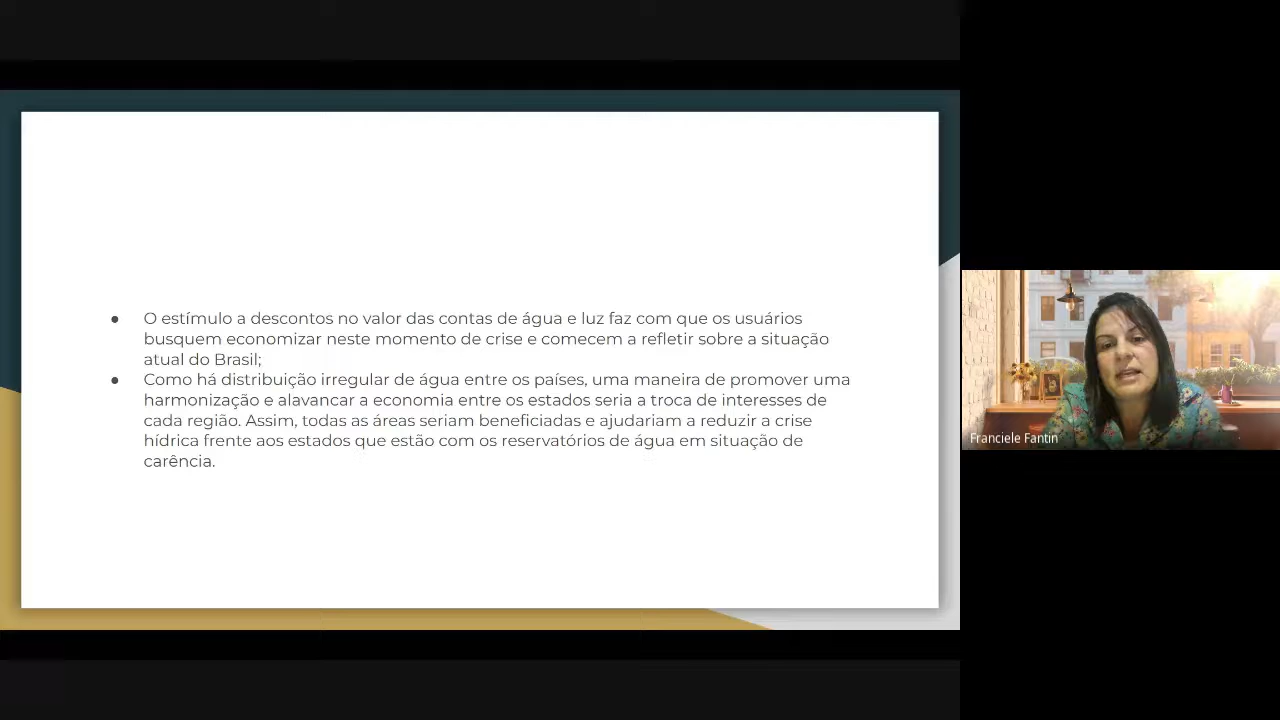 ● O estímulo a descontos no valor das contas de água e luz faz com que os usuários
busquem economizar neste momento de crise e comecem a refletir sobre a situação
atual do Brasil;
● Como há distribuição irregular de água entre os países, uma maneira de promover uma
harmonização e alavancar a economia entre os estados seria a troca de interesses de
cada região. Assim, todas as áreas seriam beneficiadas e ajudariam a reduzir a crise
hídrica frente aos estados que estão com os reservatórios de água em situação de
carência.
Franciele Fantin